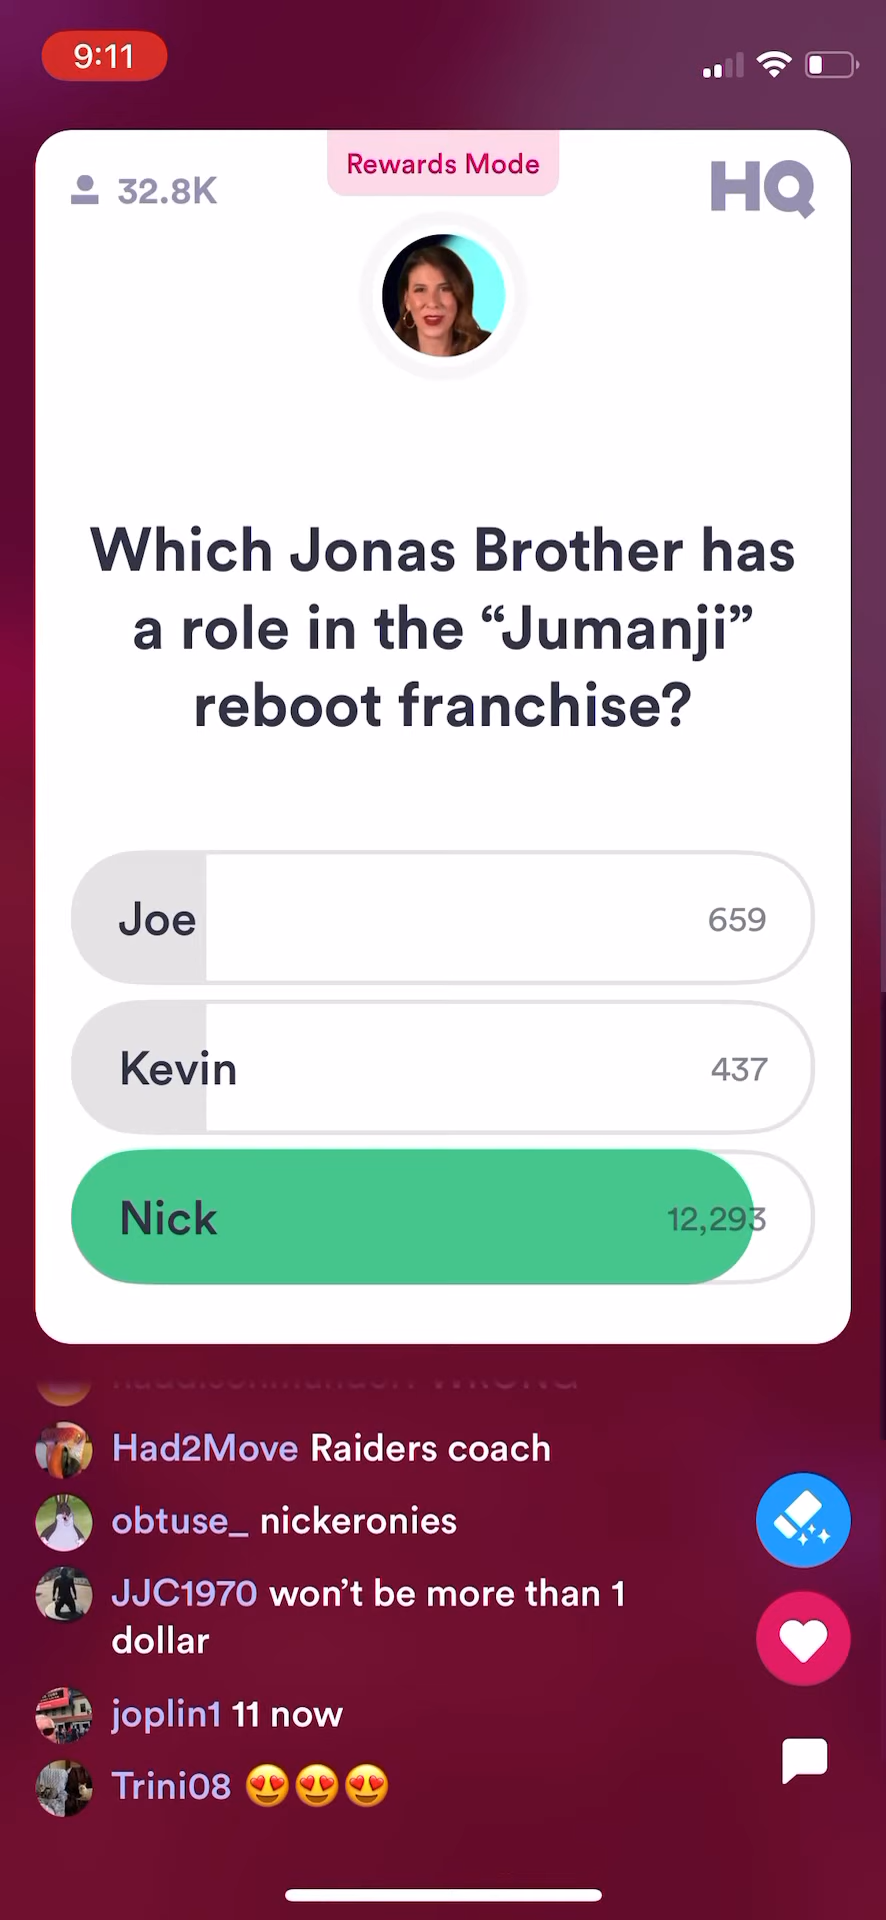 9:11
Rewards Mode
32.8K
HQ
Which Jonas Brother has
a role in the “Jumanji”
reboot franchise?
Joe 659
Kevin 437
Nick 12,293
Had2Move Raiders coach
obtuse_ nickeronies
JJC1970 won’t be more than 1
dollar
joplin1 11 now
Trini08 😍😍😍